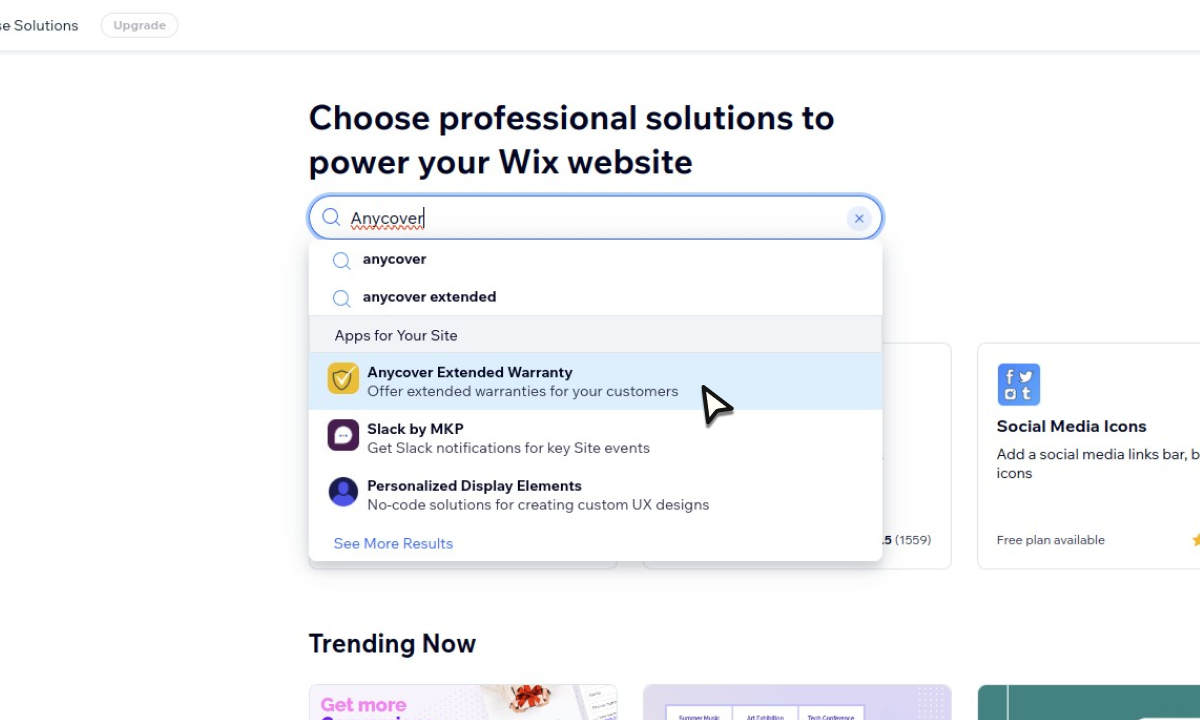 se Solutions
Upgrade
Choose professional solutions to
power your Wix website
Anycover
anycover
anycover extended
Apps for Your Site
Anycover Extended Warranty
Offer extended warranties for your customers
Slack by MKP
Get Slack notifications for key Site events
Personalized Display Elements
No-code solutions for creating custom UX designs
See More Results
.5 (1559)
Social Media Icons
Add a social media links bar, b
icons
Free plan available
Trending Now
Get more
Summer Music
Art Exhibition
Tech Conference